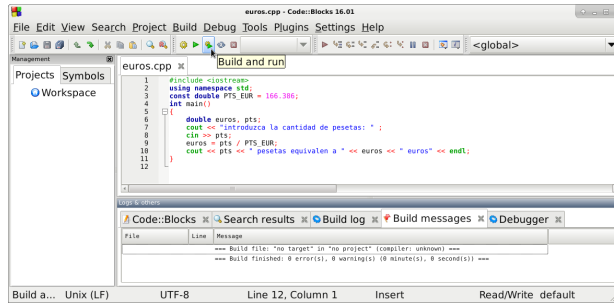 euros.cpp - Code::Blocks 16.01
File Edit View Search Project Build Debug Tools Plugins Settings Help
<global>
Build and run
Management
Projects Symbols
Workspace
euros.cpp
1 #include <iostream>
2 using namespace std;
3 const double PTS_EUR = 166.386;
4 int main()
5 {
6 double euros, pts;
7 cout << "introduzca la cantidad de pesetas: " ;
8 cin >> pts;
9 euros = pts / PTS_EUR;
10 cout << pts << " pesetas equivalen a " << euros << " euros" << endl;
11 }
12
Logs & others
Code::Blocks Search results Build log Build messages Debugger
File Line Message
=== Build file: "no target" in "no project" (compiler: unknown) ===
=== Build finished: 0 error(s), 0 warning(s) (0 minute(s), 0 second(s)) ===
Build a... Unix (LF) UTF-8 Line 12, Column 1 Insert Read/Write default